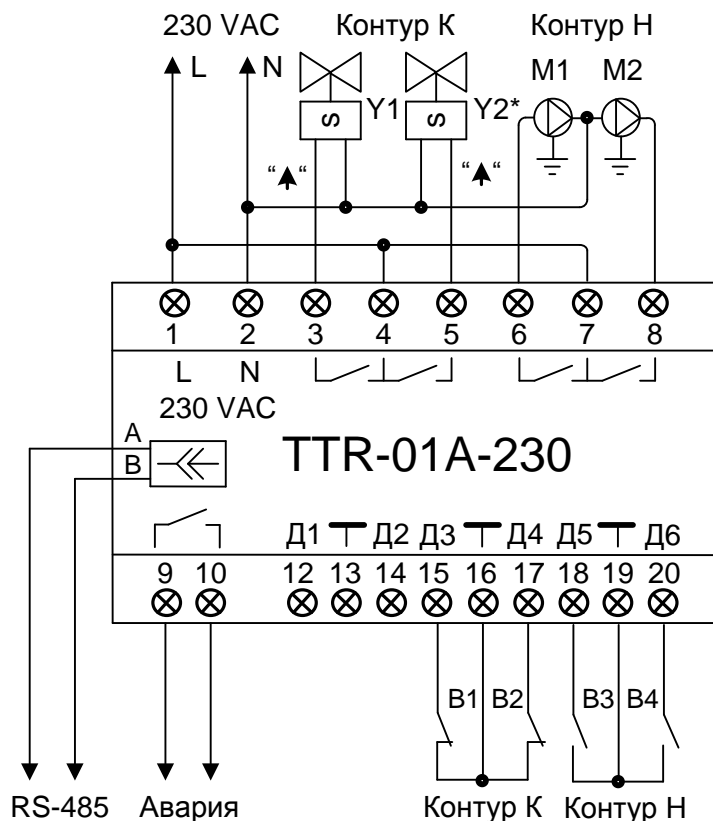 230 VAC Контур К Контур Н
L N M1 M2
S Y1 S Y2*
“ “ “ “
1 2 3 4 5 6 7 8
L N
230 VAC
A
B
TTR-01A-230
Д1 Д2 Д3 Д4 Д5 Д6
9 10 12 13 14 15 16 17 18 19 20
B1 B2 B3 B4
RS-485 Авария Контур К Контур Н